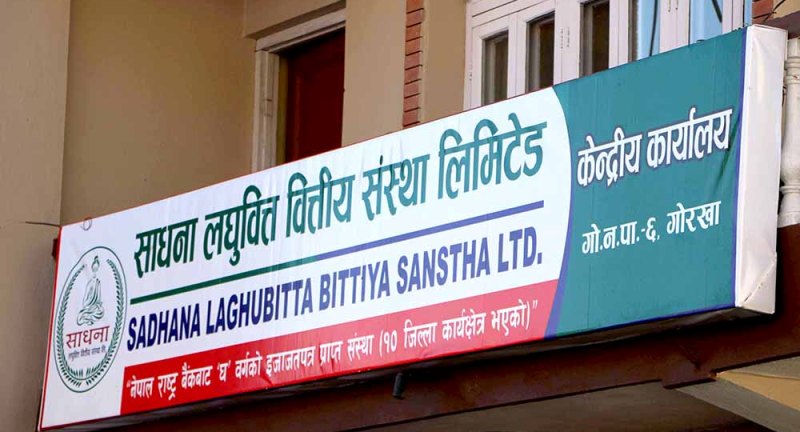 साधना लघुवित्त वित्तीय संस्था लिमिटेड
SADHANA LAGHUBITTA BITTIYA SANSTHA LTD.
"नेपाल राष्ट्र बैंकबाट 'घ' वर्गको इजाजतपत्र प्राप्त संस्था (१० जिल्ला कार्यक्षेत्र भएको)"
केन्द्रीय कार्यालय
गो.न.पा.-६, गोरखा
साधना
लघुवित्त वित्तीय संस्था लि.